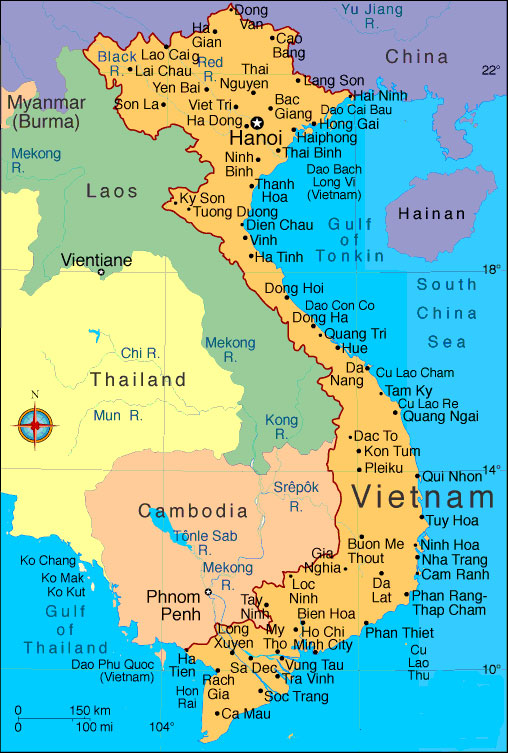 Dong
Van
Yu Jiang
R.
Ha
Gian
Cao
Bang
China
Lao Caig
Black
R.
Red
R.
Lai Chau
Thai
Nguyen
Lang Son
22°
Yen Bai
Hai Ninh
Myanmar
(Burma)
Son La
Viet Tri
Bac
Giang
Dao Cai Bau
Ha Dong
Hong Gai
Hanoi
Haiphong
Mekong
R.
Ninh
Binh
Thai Binh
Dao Bach
Long Vi
(Vietnam)
Laos
Thanh
Hoa
Ky Son
Tuong Duong
Hainan
Dien Chau
Gulf
of
Tonkin
Vinh
Vientiane
Ha Tinh
18°
Dong Hoi
South
China
Sea
Dao Con Co
Dong Ha
Quang Tri
Mekong
R.
Hue
Chi R.
Da
Nang
Cu Lao Cham
Thailand
Tam Ky
N
Cu Lao Re
Mun R.
Quang Ngai
Kong
R.
Dac To
Kon Tum
Pleiku
14°
Qui Nhon
Srêpôk
R.
Vietnam
Cambodia
Tuy Hoa
Tônle Sab
R.
Buon Me
Thout
Ninh Hoa
Gia
Nghia
Ko Chang
Nha Trang
Mekong
R.
Ko Mak
Ko Kut
Cam Ranh
Loc
Ninh
Da
Lat
Phnom
Penh
Phan Rang-
Thap Cham
Tay
Ninh
Gulf
of
Thailand
Bien Hoa
Long
Xuyen
My
Tho
Ho Chi
Minh City
Phan Thiet
Ha
Tien
Cu
Lao
Thu
Dao Phu Quoc
(Vietnam)
Sa Dec
Vung Tau
10°
Rach
Gia
Tra Vinh
Hon
Rai
Soc Trang
0 150 km
0 100 mi
104°
Ca Mau